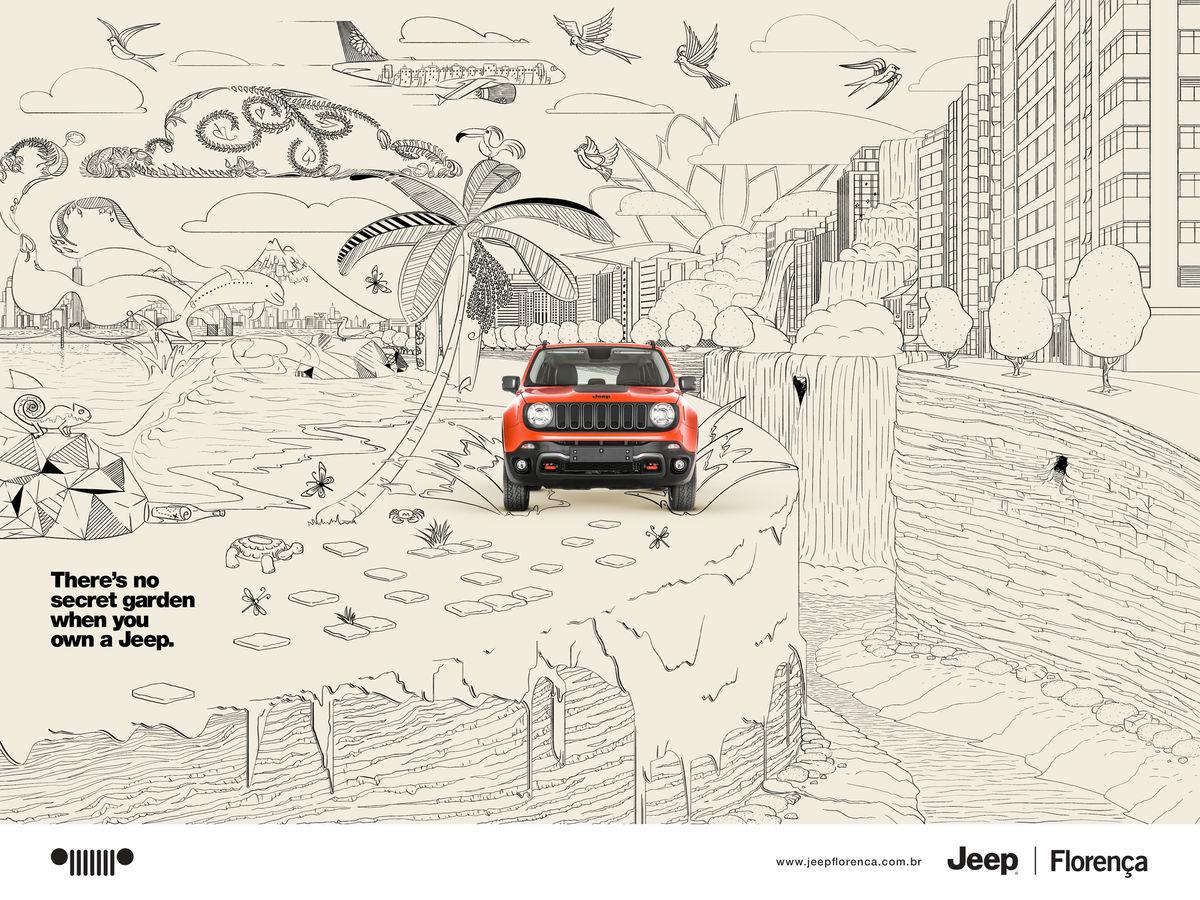 Jeep
There's no
secret garden
when you
own a Jeep.
www.jeepflorenca.com.br
Jeep
Florença